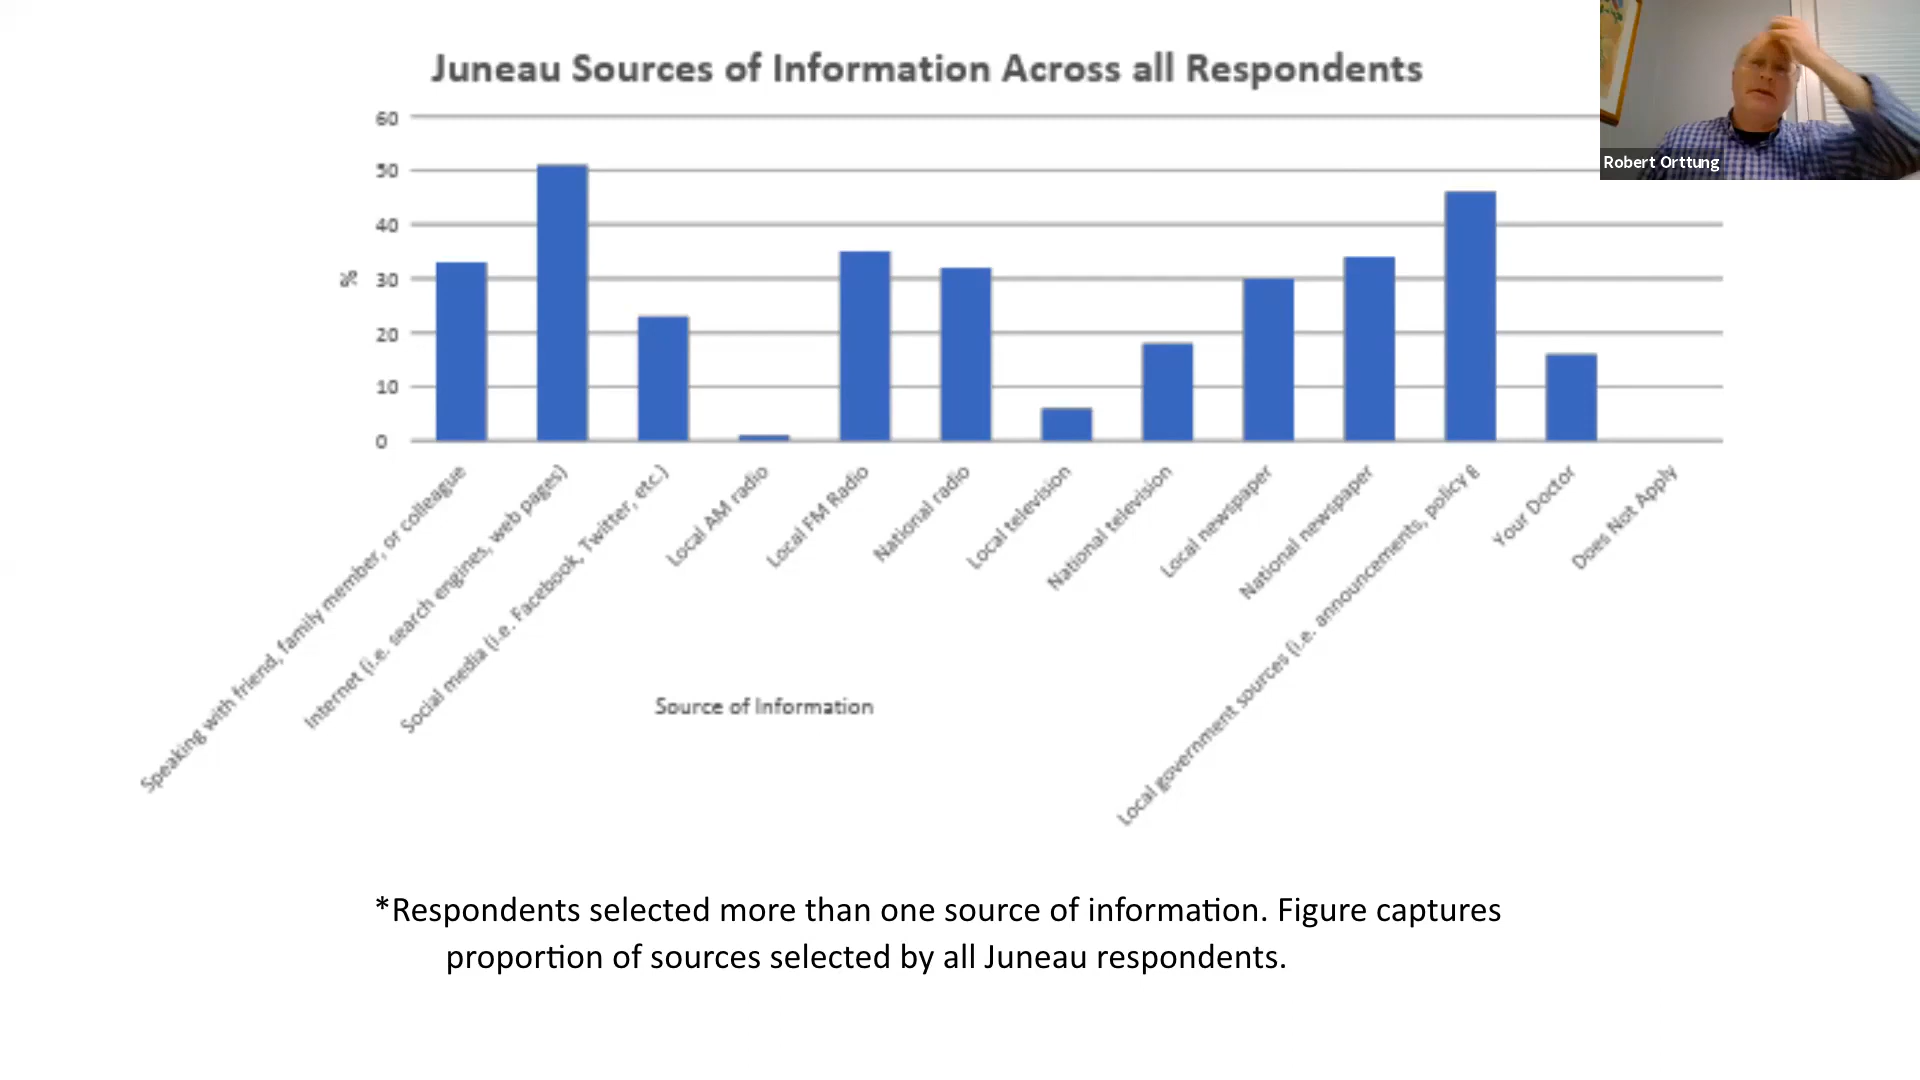 Juneau Sources of Information Across all Respondents
60
50
40
30
20
10
0
%
Speaking with friend, family member, or colleague
Internet (i.e. search engines, web pages)
Social media (i.e. Facebook, Twitter, etc.)
Local AM radio
Local FM Radio
National radio
Local television
National television
Local newspaper
National newspaper
Local government sources (i.e. announcements, policy
Your Doctor
Does Not Apply
Source of Information
*Respondents selected more than one source of information. Figure captures
proportion of sources selected by all Juneau respondents.
Robert Orttung